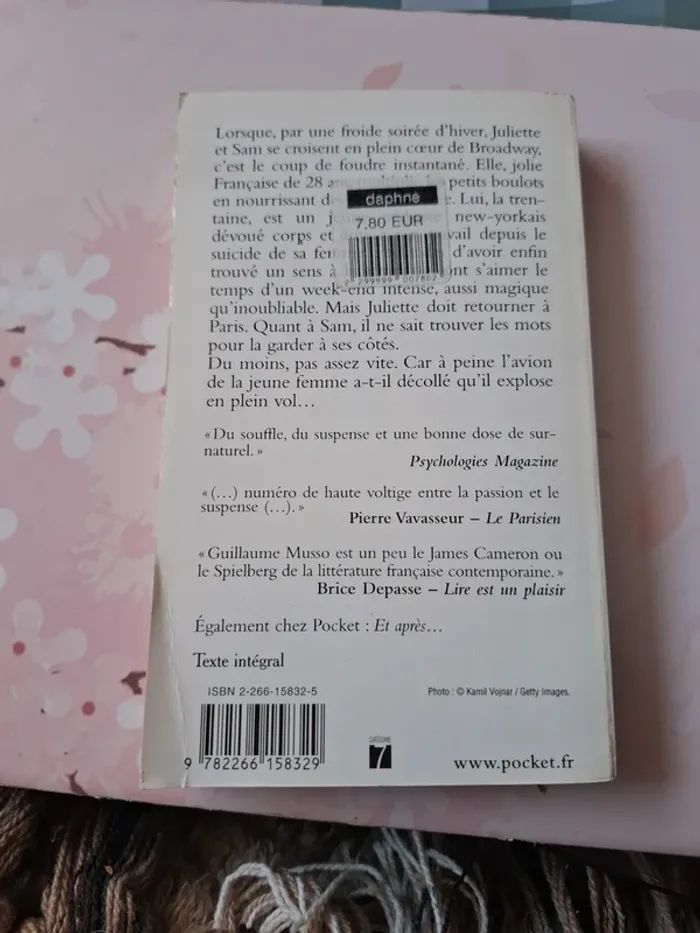 Lorsque, par une froide soirée d'hiver, Juliette
et Sam se croisent en plein cœur de Broadway,
c'est le coup de foudre instantané. Elle, jolie
Française de 28 petits boulots
en nourrissant Lui, la tren-
daphne
taine, est un new-yorkais
7,80 EUR
dévoué corps et depuis le
suicide de sa d'avoir enfin
trouvé un sens à s'aimer le
2 299999 007802
temps d'un week-end intense, aussi magique
qu'inoubliable. Mais Juliette doit retourner à
Paris. Quant à Sam, il ne sait trouver les mots
pour la garder à ses côtés.
Du moins, pas assez vite. Car à peine l'avion
de la jeune femme a-t-il décollé qu'il explose
en plein vol…
« Du souffle, du suspense et une bonne dose de sur-
naturel. »
Psychologies Magazine
« (…) numéro de haute voltige entre la passion et le
suspense (…). »
Pierre Vavasseur – Le Parisien
« Guillaume Musso est un peu le James Cameron ou
le Spielberg de la littérature française contemporaine. »
Brice Depasse – Lire est un plaisir
Également chez Pocket : Et après…
Texte intégral
ISBN 2-266-15832-5
Photo : © Kamil Vojnar / Getty Images.
9 782266 158329
CATÉGORIE
7
www.pocket.fr